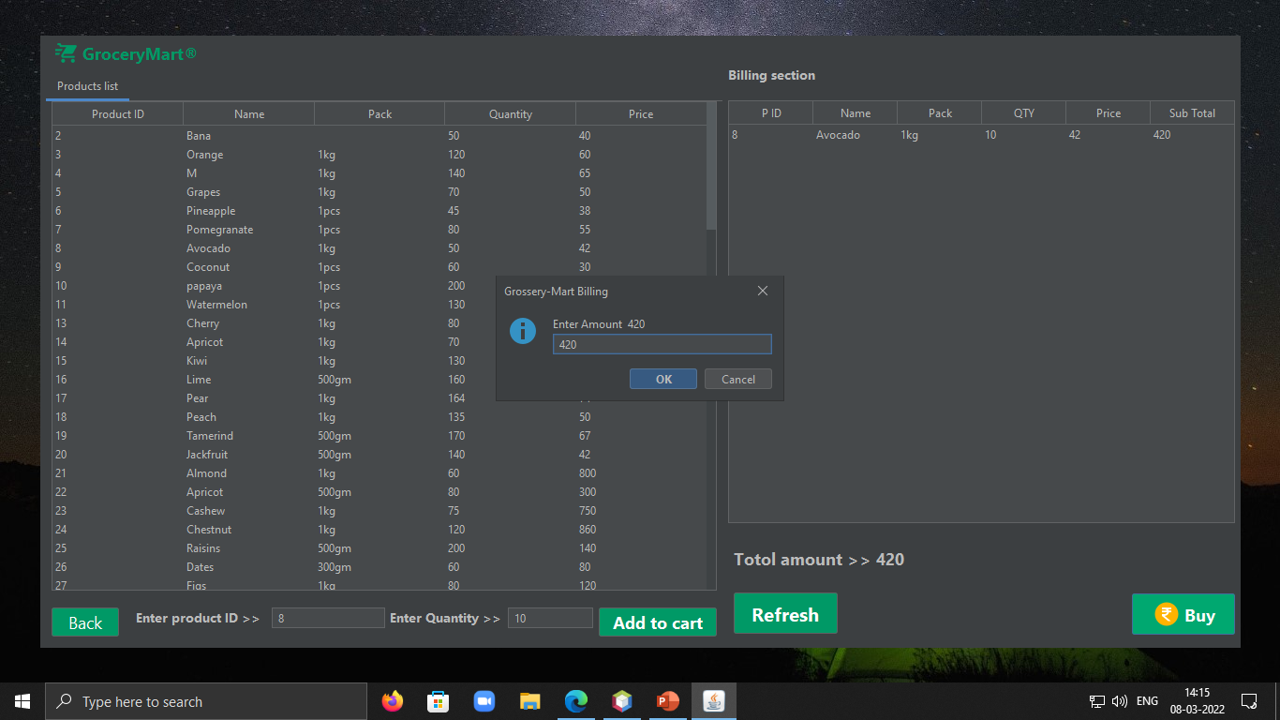 GroceryMart®
Products list
Product ID Name Pack Quantity Price
2 Bana 50 40
3 Orange 1kg 120 60
4 M 1kg 140 65
5 Grapes 1kg 70 50
6 Pineapple 1pcs 45 38
7 Pomegranate 1pcs 80 55
8 Avocado 1kg 50 42
9 Coconut 1pcs 60 30
10 papaya 1pcs 200
11 Watermelon 1pcs 130
13 Cherry 1kg 80
14 Apricot 1kg 70
15 Kiwi 1kg 130
16 Lime 500gm 160
17 Pear 1kg 164
18 Peach 1kg 135 50
19 Tamerind 500gm 170 67
20 Jackfruit 500gm 140 42
21 Almond 1kg 60 800
22 Apricot 500gm 80 300
23 Cashew 1kg 75 750
24 Chestnut 1kg 120 860
25 Raisins 500gm 200 140
26 Dates 300gm 60 80
27 Figs 1kg 80 120
Back
Enter product ID >> 8
Enter Quantity >> 10
Add to cart
Billing section
P ID Name Pack QTY Price Sub Total
8 Avocado 1kg 10 42 420
Totol amount >> 420
Refresh
₹ Buy
Grossery-Mart Billing
Enter Amount 420
420
OK Cancel
Type here to search
ENG
14:15
08-03-2022